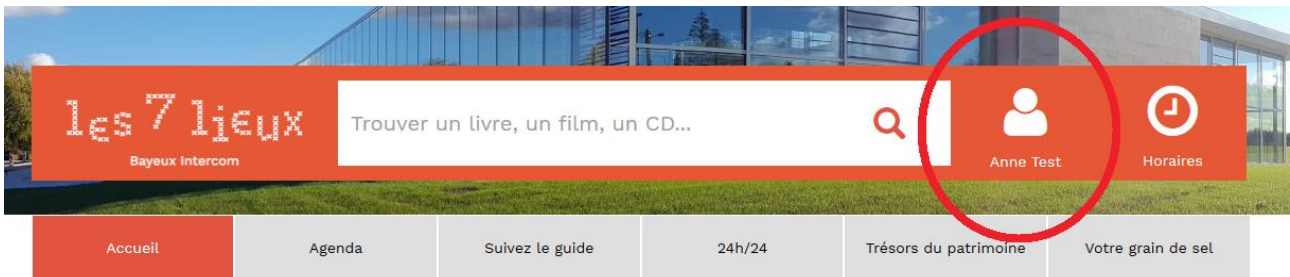 les 7 lieux
Bayeux Intercom
Trouver un livre, un film, un CD...
Anne Test
Horaires
Accueil
Agenda
Suivez le guide
24h/24
Trésors du patrimoine
Votre grain de sel